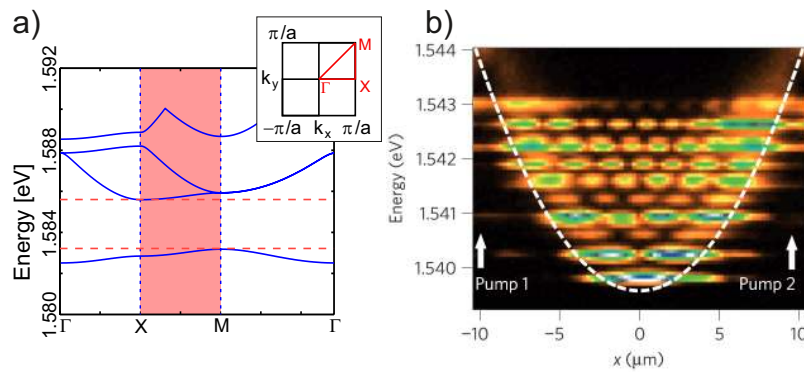 a)
1.592
1.588
1.584
1.580
Energy [eV]
Γ
X
M
Γ
π/a
M
k_y
Γ
X
-π/a
k_x
π/a
b)
1.544
1.543
1.542
1.541
1.540
Energy (eV)
Pump 1
Pump 2
-10
-5
0
5
10
x (μm)